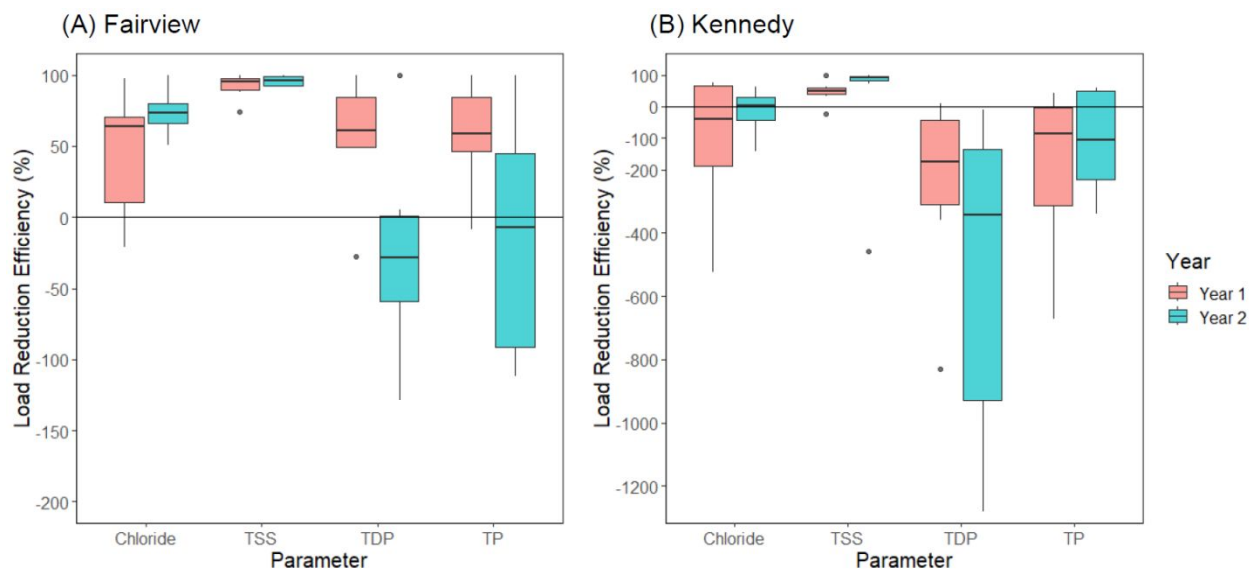 (A) Fairview
(B) Kennedy
Load Reduction Efficiency (%)
100
50
0
-50
-100
-150
-200
Chloride TSS TDP TP
Parameter
Load Reduction Efficiency (%)
100
0
-200
-400
-600
-800
-1000
-1200
Chloride TSS TDP TP
Parameter
Year
Year 1
Year 2